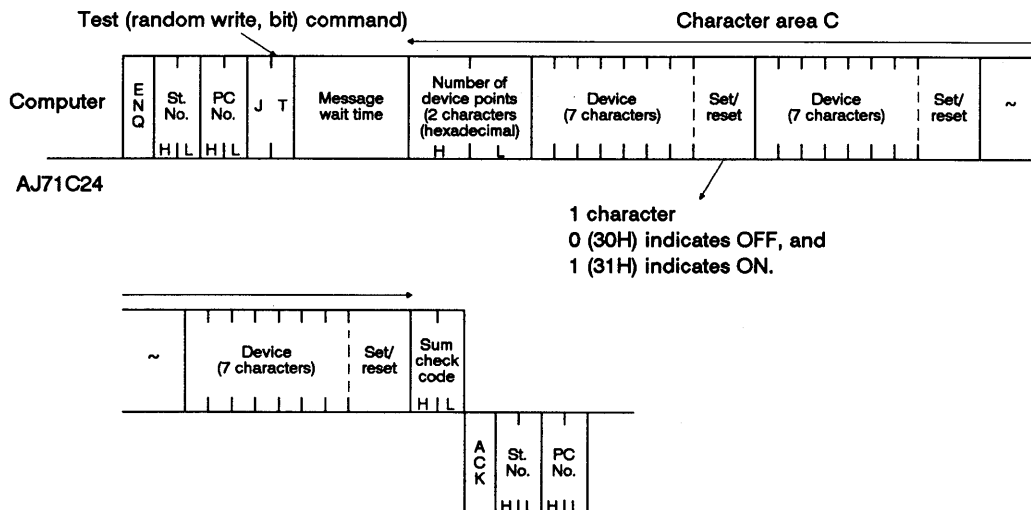 Test (random write, bit) command)
Character area C
Computer
E N Q
St. No.
H L
PC No.
H L
J T
Message wait time
Number of device points (2 characters (hexadecimal)
H L
Device (7 characters)
Set/ reset
Device (7 characters)
Set/ reset
~
AJ71C24
1 character
0 (30H) indicates OFF, and
1 (31H) indicates ON.
~
Device (7 characters)
Set/ reset
Sum check code
H L
A C K
St. No.
H L
PC No.
H L